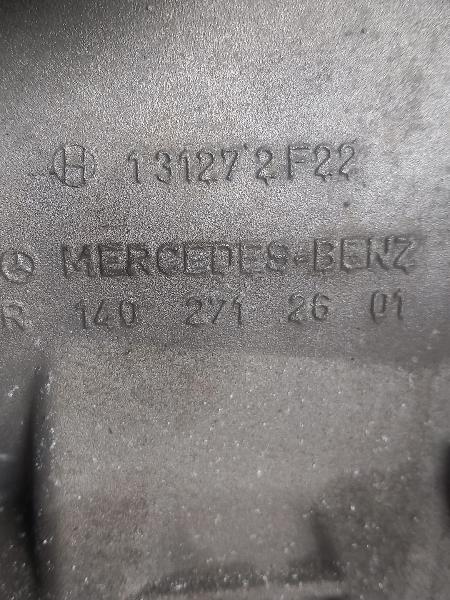 H 13127 2F22
MERCEDES-BENZ
R 140 271 26 01